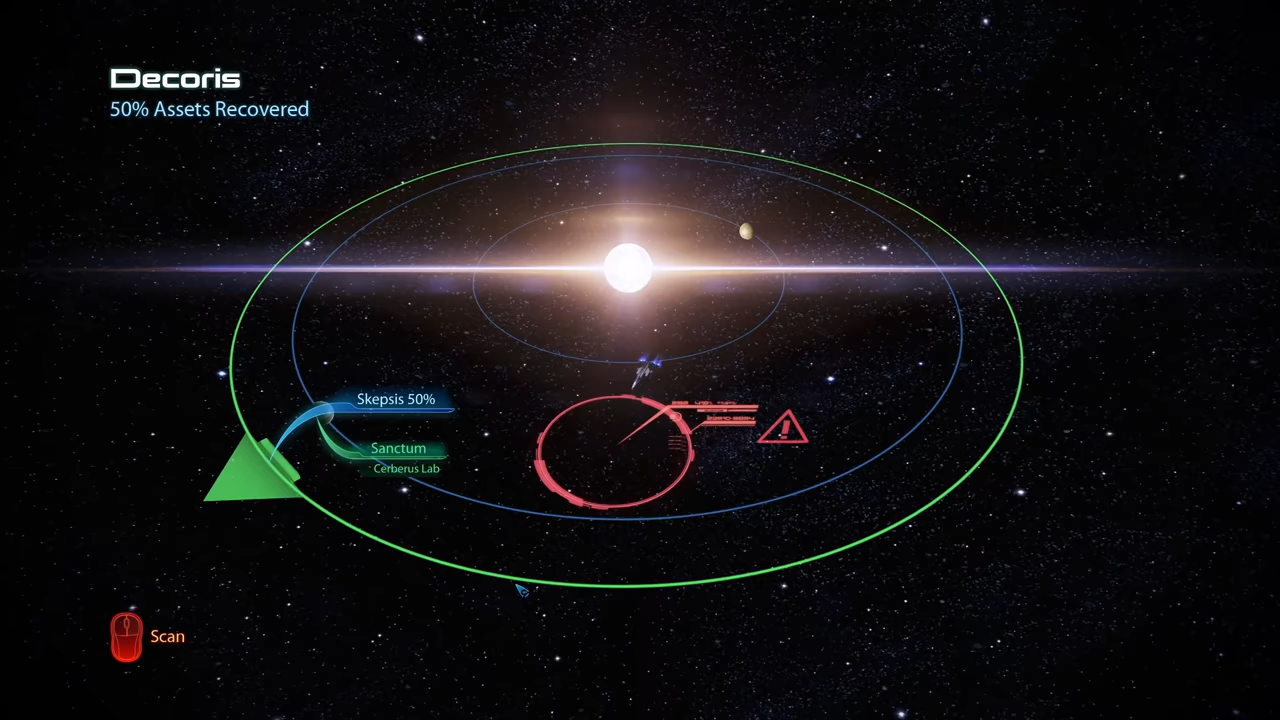 Decoris
50% Assets Recovered
Skepsis 50%
Sanctum
Cerberus Lab
Scan